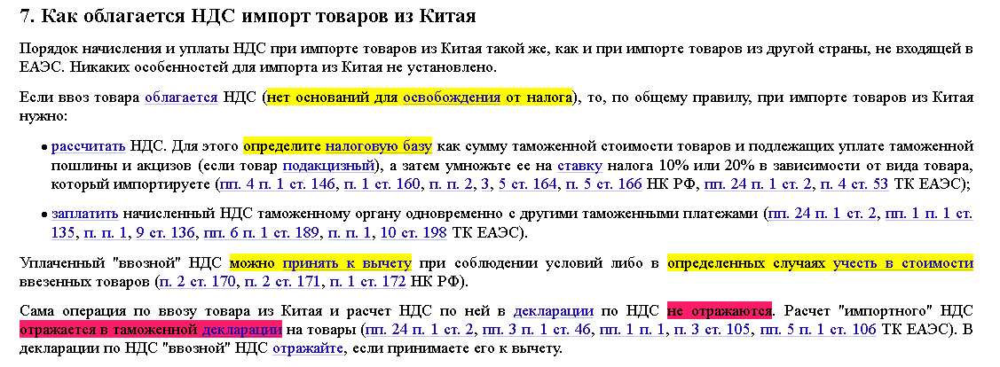 7. Как облагается НДС импорт товаров из Китая
Порядок начисления и уплаты НДС при импорте товаров из Китая такой же, как и при импорте товаров из другой страны, не входящей в
ЕАЭС. Никаких особенностей для импорта из Китая не установлено.
Если ввоз товара облагается НДС (нет оснований для освобождения от налога), то, по общему правилу, при импорте товаров из Китая
нужно:
• рассчитать НДС. Для этого определите налоговую базу как сумму таможенной стоимости товаров и подлежащих уплате таможенной
пошлины и акцизов (если товар подакцизный), а затем умножьте ее на ставку налога 10% или 20% в зависимости от вида товара,
который импортируете (пп. 4 п. 1 ст. 146, п. 1 ст. 160, п. п. 2, 3, 5 ст. 164, п. 5 ст. 166 НК РФ, пп. 24 п. 1 ст. 2, п. 4 ст. 53 ТК ЕАЭС);
• заплатить начисленный НДС таможенному органу одновременно с другими таможенными платежами (пп. 24 п. 1 ст. 2, пп. 1 п. 1 ст.
135, п. п. 1, 9 ст. 136, пп. 6 п. 1 ст. 189, п. п. 1, 10 ст. 198 ТК ЕАЭС).
Уплаченный "ввозной" НДС можно принять к вычету при соблюдении условий либо в определенных случаях учесть в стоимости
ввезенных товаров (п. 2 ст. 170, п. 2 ст. 171, п. 1 ст. 172 НК РФ).
Сама операция по ввозу товара из Китая и расчет НДС по ней в декларации по НДС не отражаются. Расчет "импортного" НДС
отражается в таможенной декларации на товары (пп. 24 п. 1 ст. 2, пп. 3 п. 1 ст. 46, пп. 1 п. 1, п. 3 ст. 105, пп. 5 п. 1 ст. 106 ТК ЕАЭС). В
декларации по НДС "ввозной" НДС отражайте, если принимаете его к вычету.